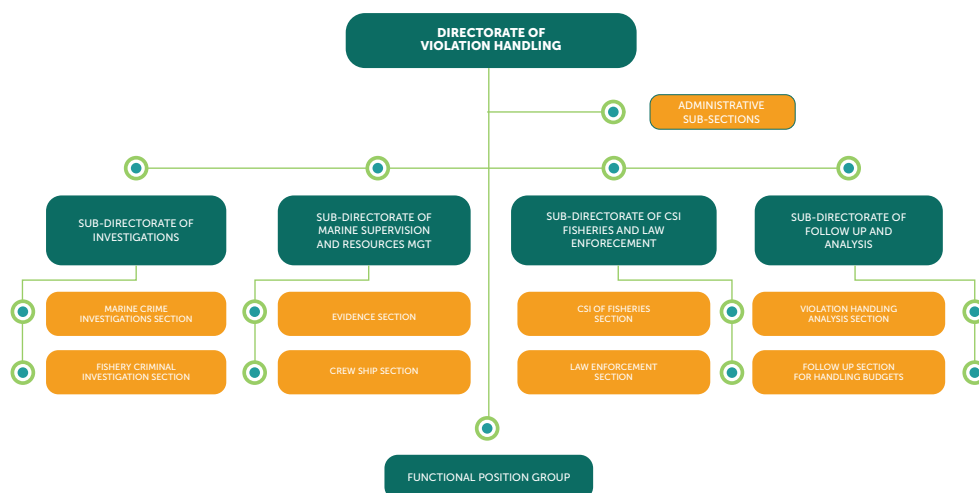 DIRECTORATE OF
VIOLATION HANDLING
ADMINISTRATIVE
SUB-SECTIONS
SUB-DIRECTORATE OF
INVESTIGATIONS
SUB-DIRECTORATE OF
MARINE SUPERVISION
AND RESOURCES MGT
SUB-DIRECTORATE OF CSI
FISHERIES AND LAW
ENFORECEMENT
SUB-DIRECTORATE OF
FOLLOW UP AND
ANALYSIS
MARINE CRIME
INVESTIGATIONS SECTION
EVIDENCE SECTION
CSI OF FISHERIES
SECTION
VIOLATION HANDLING
ANALYSIS SECTION
FISHERY CRIMINAL
INVESTIGATION SECTION
CREW SHIP SECTION
LAW ENFORCEMENT
SECTION
FOLLOW UP SECTION
FOR HANDLING BUDGETS
FUNCTIONAL POSITION GROUP